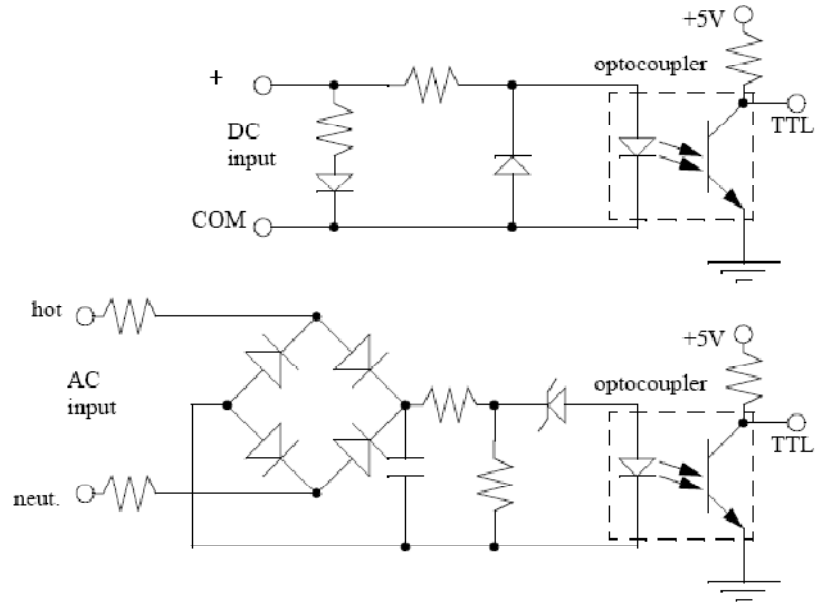 +5V
optocoupler
+
TTL
DC
input
COM
hot
+5V
AC
input
optocoupler
TTL
neut.